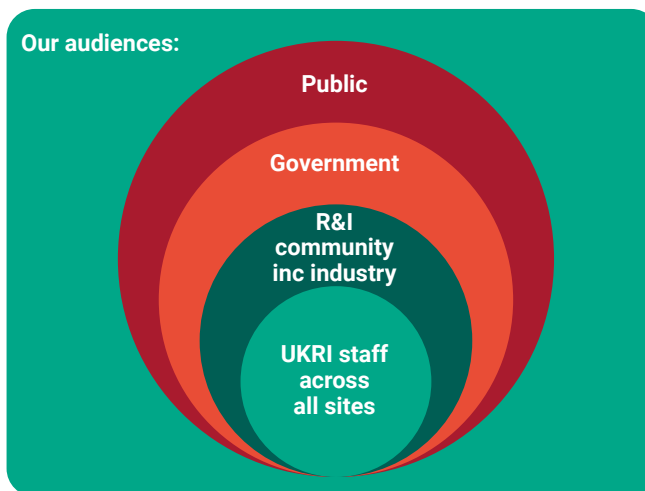 Our audiences:
Public
Government
R&I
community
inc industry
UKRI staff
across
all sites